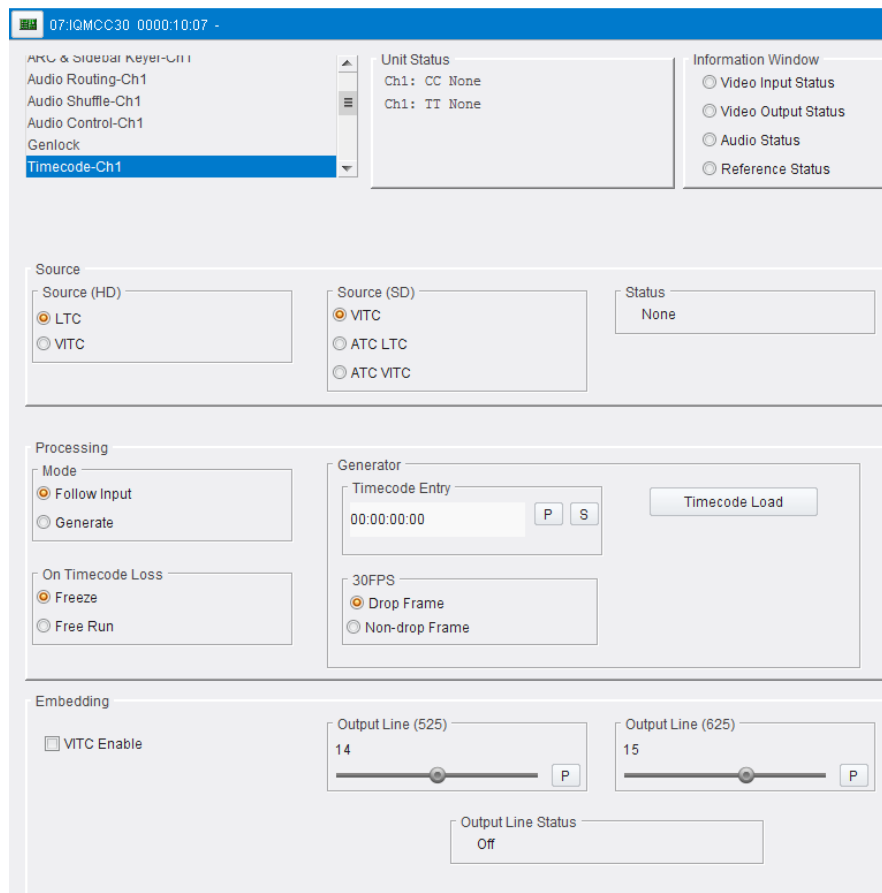 07:IQMCC30 0000:10:07 -
ARC & Sidebar Keyer-Ch1
Audio Routing-Ch1
Audio Shuffle-Ch1
Audio Control-Ch1
Genlock
Timecode-Ch1
Unit Status
Ch1: CC None
Ch1: TT None
Information Window
Video Input Status
Video Output Status
Audio Status
Reference Status
Source
Source (HD)
LTC
VITC
Source (SD)
VITC
ATC LTC
ATC VITC
Status
None
Processing
Mode
Follow Input
Generate
On Timecode Loss
Freeze
Free Run
Generator
Timecode Entry
00:00:00:00
P S
Timecode Load
30FPS
Drop Frame
Non-drop Frame
Embedding
VITC Enable
Output Line (525)
14
P
Output Line (625)
15
P
Output Line Status
Off